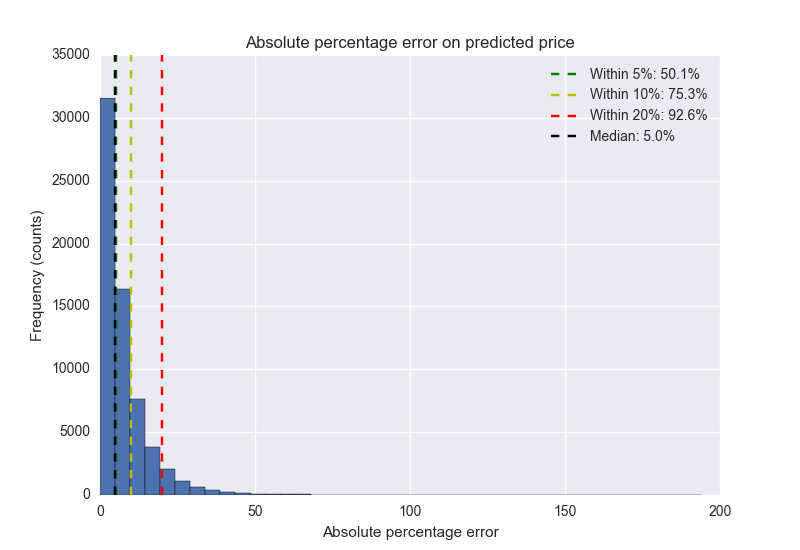 Absolute percentage error on predicted price
Within 5%: 50.1%
Within 10%: 75.3%
Within 20%: 92.6%
Median: 5.0%
Frequency (counts)
35000
30000
25000
20000
15000
10000
5000
0
0 50 100 150 200
Absolute percentage error